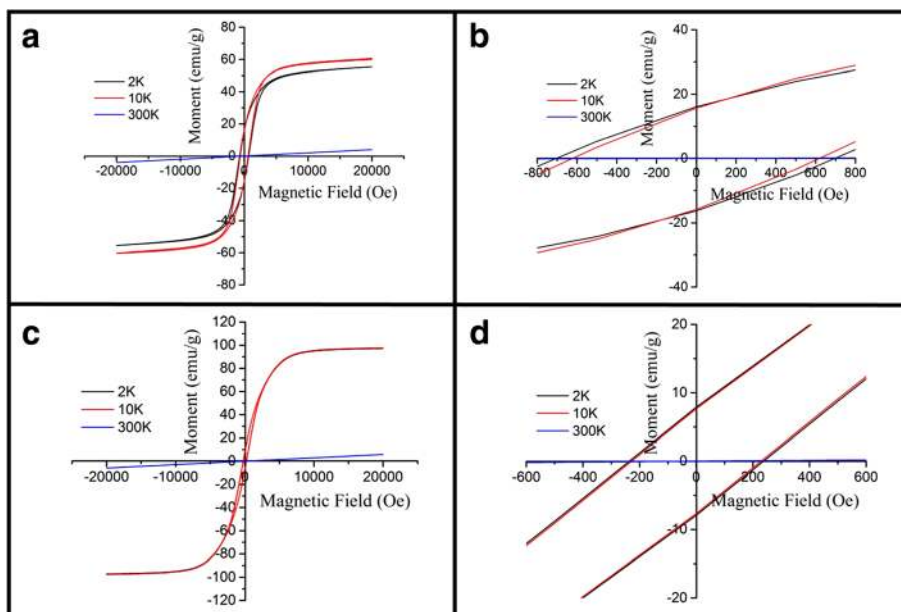 a
Moment (emu/g)
80
60
40
20
0
-20
-40
-60
-80
2K
10K
300K
-20000
-10000
0
10000
20000
Magnetic Field (Oe)
b
Moment (emu/g)
40
20
0
-20
-40
2K
10K
300K
-800
-600
-400
-200
0
200
400
600
800
Magnetic Field (Oe)
c
Moment (emu/g)
120
100
80
60
40
20
0
-20
-40
-60
-80
-100
-120
2K
10K
300K
-20000
-10000
0
10000
20000
Magnetic Field (Oe)
d
Moment (emu/g)
20
10
0
-10
-20
2K
10K
300K
-600
-400
-200
0
200
400
600
Magnetic Field (Oe)